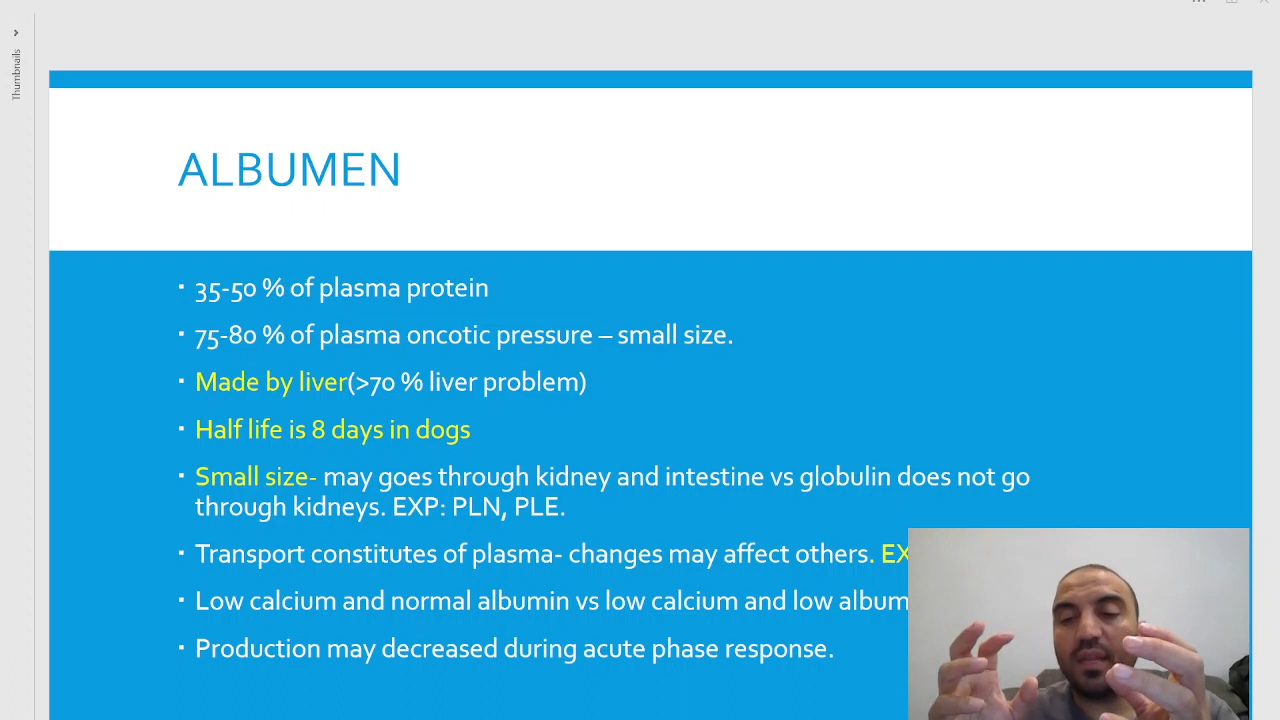 Thumbnails
ALBUMEN
▪ 35-50 % of plasma protein
▪ 75-80 % of plasma oncotic pressure – small size.
▪ Made by liver(>70 % liver problem)
▪ Half life is 8 days in dogs
▪ Small size- may goes through kidney and intestine vs globulin does not go
through kidneys. EXP: PLN, PLE.
▪ Transport constitutes of plasma- changes may affect others. EX
▪ Low calcium and normal albumin vs low calcium and low album
▪ Production may decreased during acute phase response.